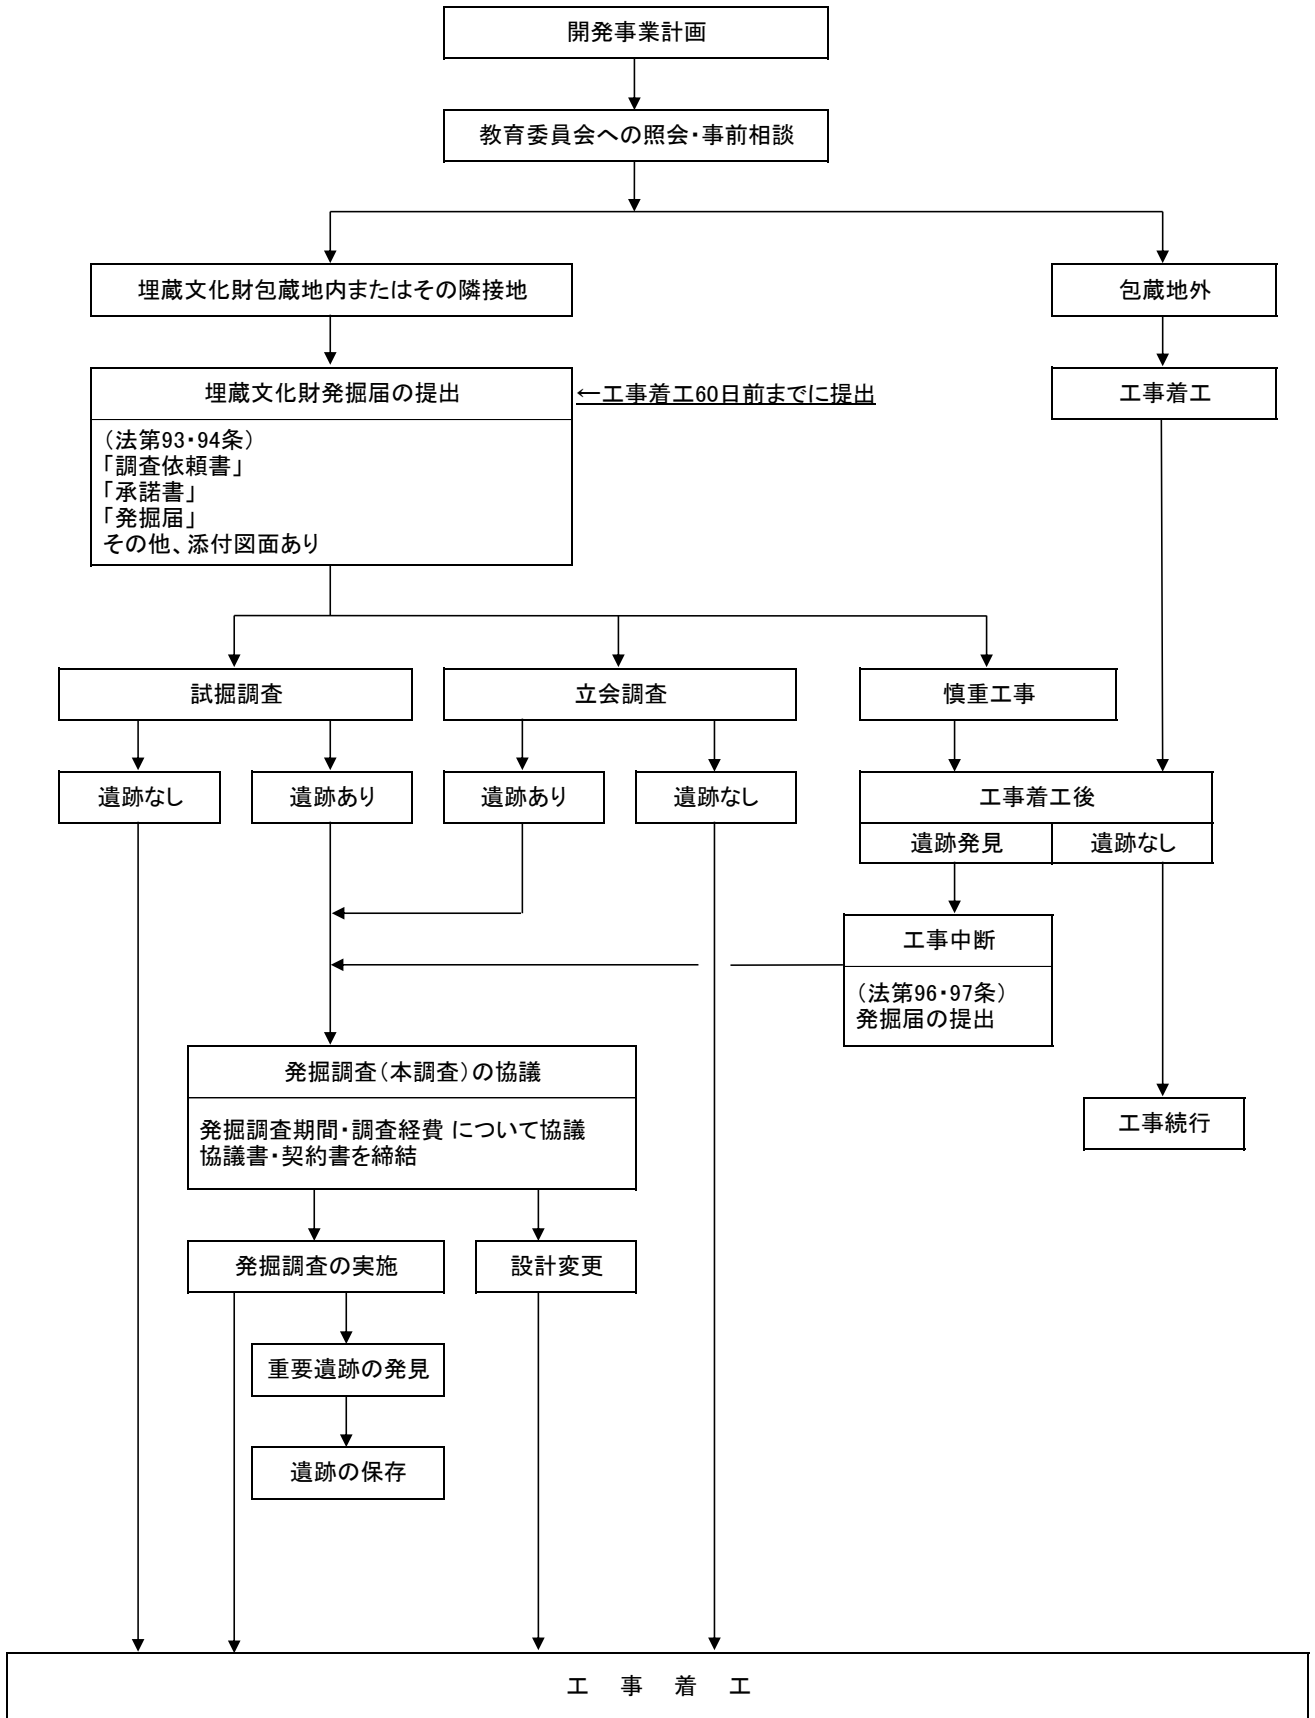 開発事業計画
教育委員会への照会・事前相談
埋蔵文化財包蔵地内またはその隣接地
包蔵地外
埋蔵文化財発掘届の提出
←工事着工60日前までに提出
工事着工
（法第93・94条）
「調査依頼書」
「承諾書」
「発掘届」
その他、添付図面あり
試掘調査
立会調査
慎重工事
遺跡なし
遺跡あり
遺跡あり
遺跡なし
工事着工後
遺跡発見
遺跡なし
工事中断
（法第96・97条）
発掘届の提出
発掘調査（本調査）の協議
発掘調査期間・調査経費 について協議
協議書・契約書を締結
工事続行
発掘調査の実施
設計変更
重要遺跡の発見
遺跡の保存
工 事 着 工